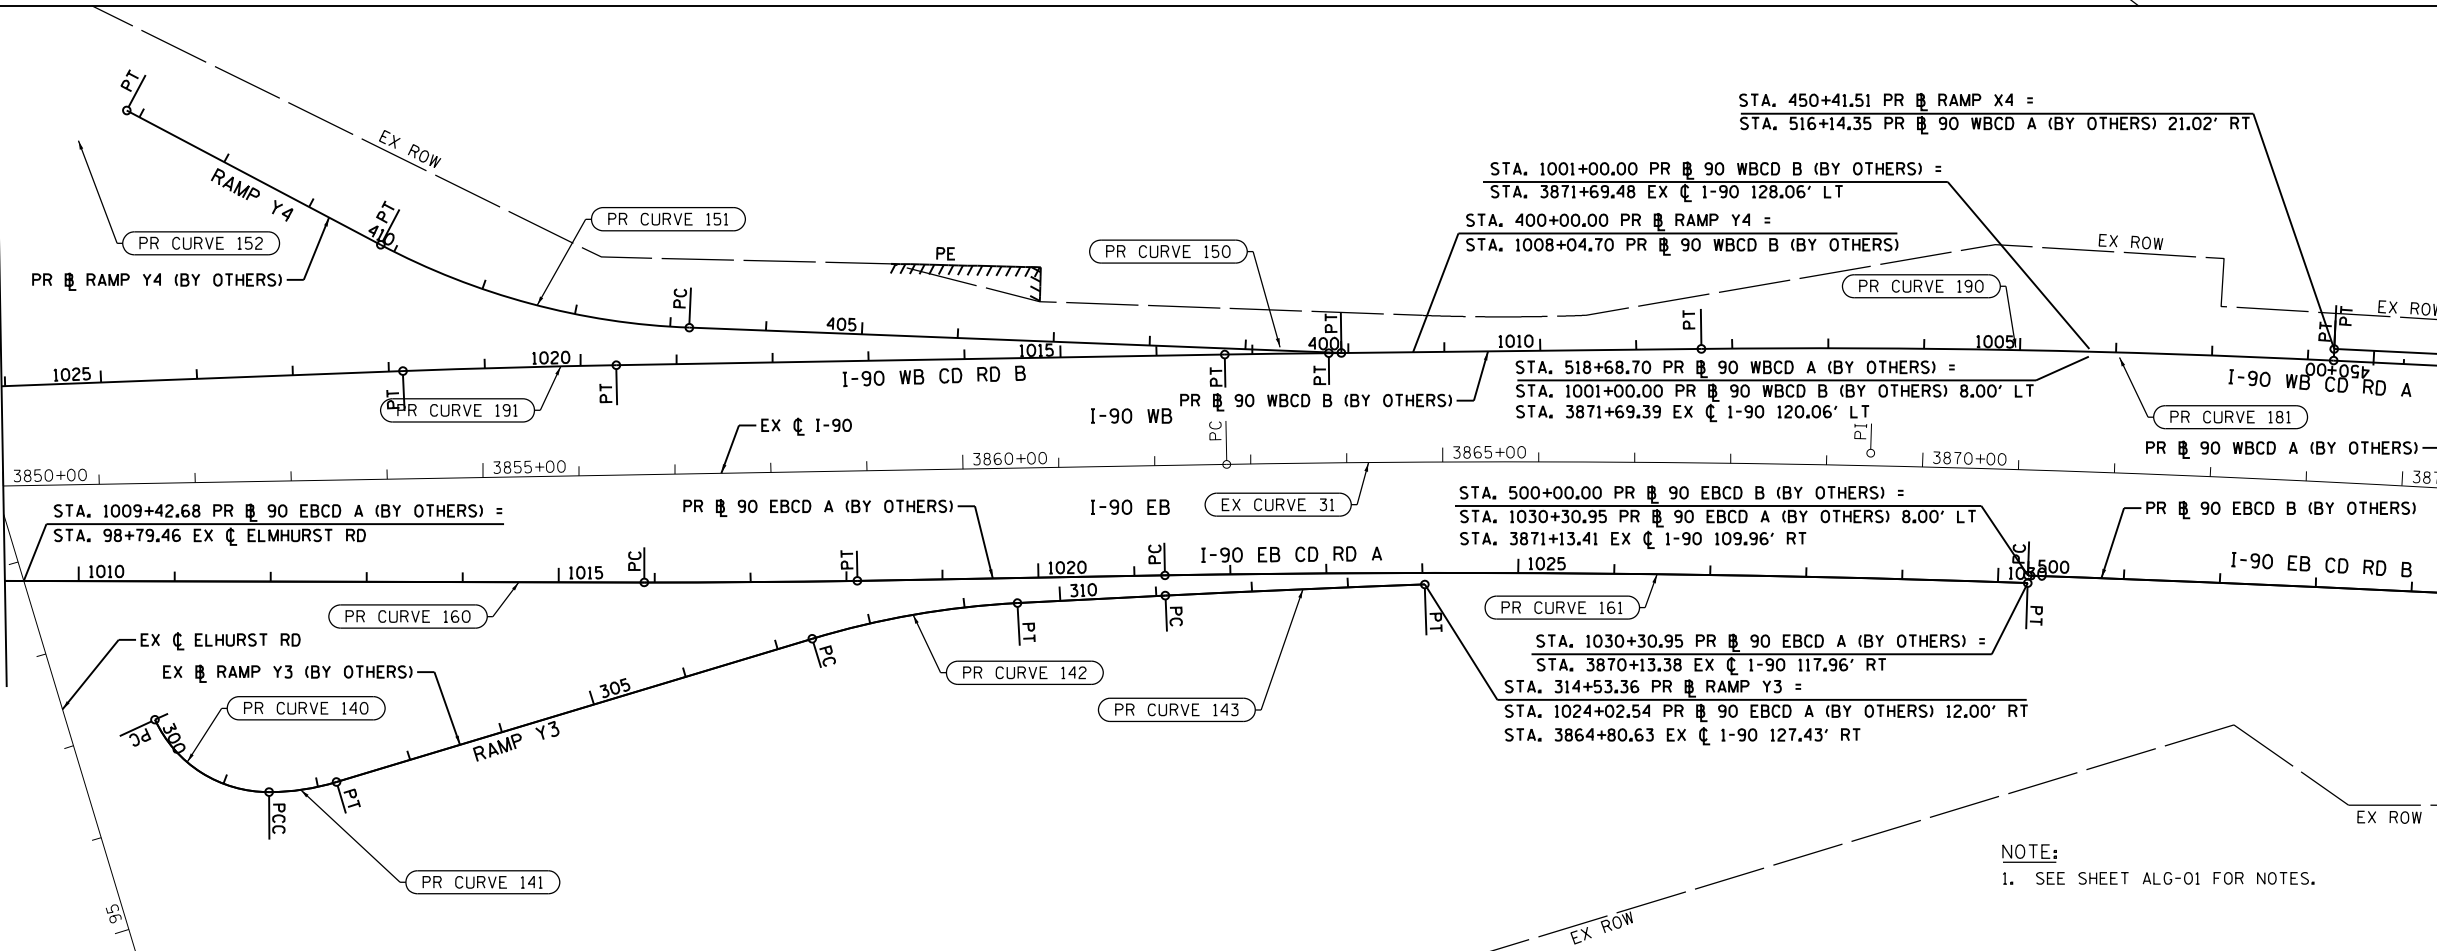 PT
EX ROW
STA. 450+41.51 PR ⅊ RAMP X4 =
STA. 516+14.35 PR ⅊ 90 WBCD A (BY OTHERS) 21.02' RT
STA. 1001+00.00 PR ⅊ 90 WBCD B (BY OTHERS) =
STA. 3871+69.48 EX ℄ 1-90 128.06' LT
RAMP Y4
PT
410
PR CURVE 152
PR CURVE 151
STA. 400+00.00 PR ⅊ RAMP Y4 =
STA. 1008+04.70 PR ⅊ 90 WBCD B (BY OTHERS)
PR CURVE 150
PE
EX ROW
PR ⅊ RAMP Y4 (BY OTHERS)
PR CURVE 190
PC
EX ROW
405
400
PT
PT
PT
PT
1025
1020
1015
1010
1005
PT
PT
PT
PT
I-90 WB CD RD B
PR CURVE 191
PR ⅊ 90 WBCD B (BY OTHERS)
STA. 518+68.70 PR ⅊ 90 WBCD A (BY OTHERS) =
STA. 1001+00.00 PR ⅊ 90 WBCD B (BY OTHERS) 8.00' LT
STA. 3871+69.39 EX ℄ 1-90 120.06' LT
450+00
I-90 WB CD RD A
PR CURVE 181
I-90 WB
EX ℄ I-90
PC
PI
PR ⅊ 90 WBCD A (BY OTHERS)
3850+00
3855+00
3860+00
3865+00
3870+00
387
STA. 1009+42.68 PR ⅊ 90 EBCD A (BY OTHERS) =
STA. 98+79.46 EX ℄ ELMHURST RD
PR ⅊ 90 EBCD A (BY OTHERS)
I-90 EB
EX CURVE 31
STA. 500+00.00 PR ⅊ 90 EBCD B (BY OTHERS) =
STA. 1030+30.95 PR ⅊ 90 EBCD A (BY OTHERS) 8.00' LT
STA. 3871+13.41 EX ℄ 1-90 109.96' RT
PR ⅊ 90 EBCD B (BY OTHERS)
PC
PT
PC
I-90 EB CD RD A
PC
I-90 EB CD RD B
1010
1015
1020
1025
1030
500
310
PR CURVE 160
PT
PC
PT
PR CURVE 161
PT
EX ℄ ELHURST RD
PC
EX ⅊ RAMP Y3 (BY OTHERS)
PR CURVE 142
STA. 1030+30.95 PR ⅊ 90 EBCD A (BY OTHERS) =
STA. 3870+13.38 EX ℄ 1-90 117.96' RT
305
PR CURVE 140
PR CURVE 143
STA. 314+53.36 PR ⅊ RAMP Y3 =
STA. 1024+02.54 PR ⅊ 90 EBCD A (BY OTHERS) 12.00' RT
STA. 3864+80.63 EX ℄ 1-90 127.43' RT
PC
300
RAMP Y3
PT
PCC
EX ROW
NOTE:
1. SEE SHEET ALG-01 FOR NOTES.
PR CURVE 141
95
EX ROW